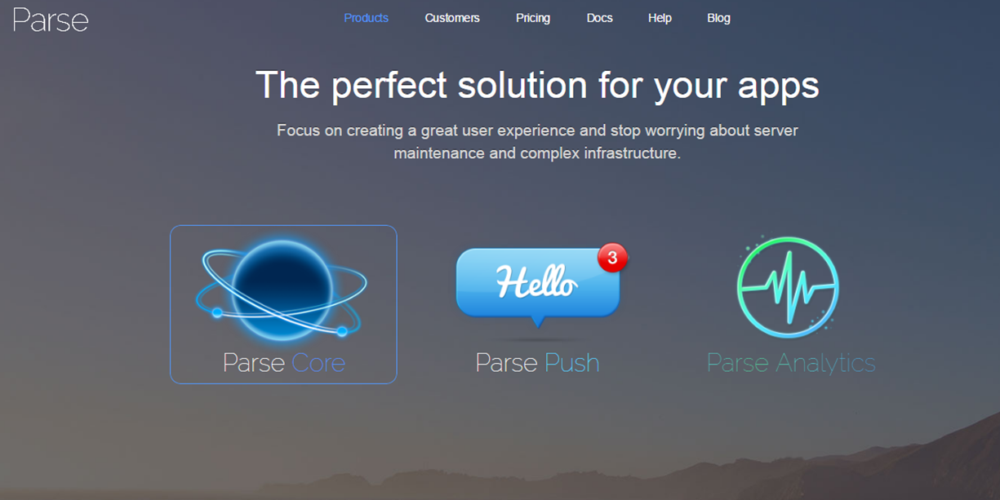 Parse
Products Customers Pricing Docs Help Blog
The perfect solution for your apps
Focus on creating a great user experience and stop worrying about server
maintenance and complex infrastructure.
Hello
3
Parse Core
Parse Push
Parse Analytics